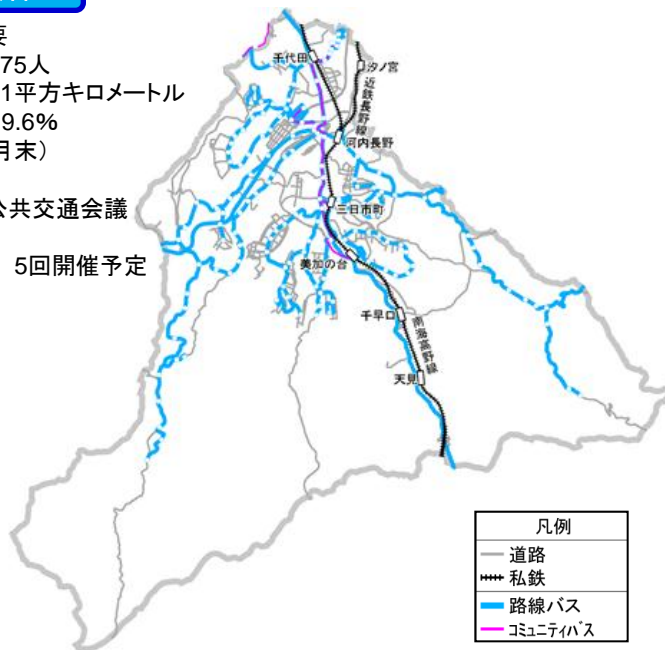 要
75人
1平方キロメートル
9.6%
月末）
公共交通会議
5回開催予定
千代田
汐ノ宮
近鉄長野線
河内長野
三日市町
美加の台
千早口
南海高野線
天見
凡例
道路
私鉄
路線バス
コミュニティバス